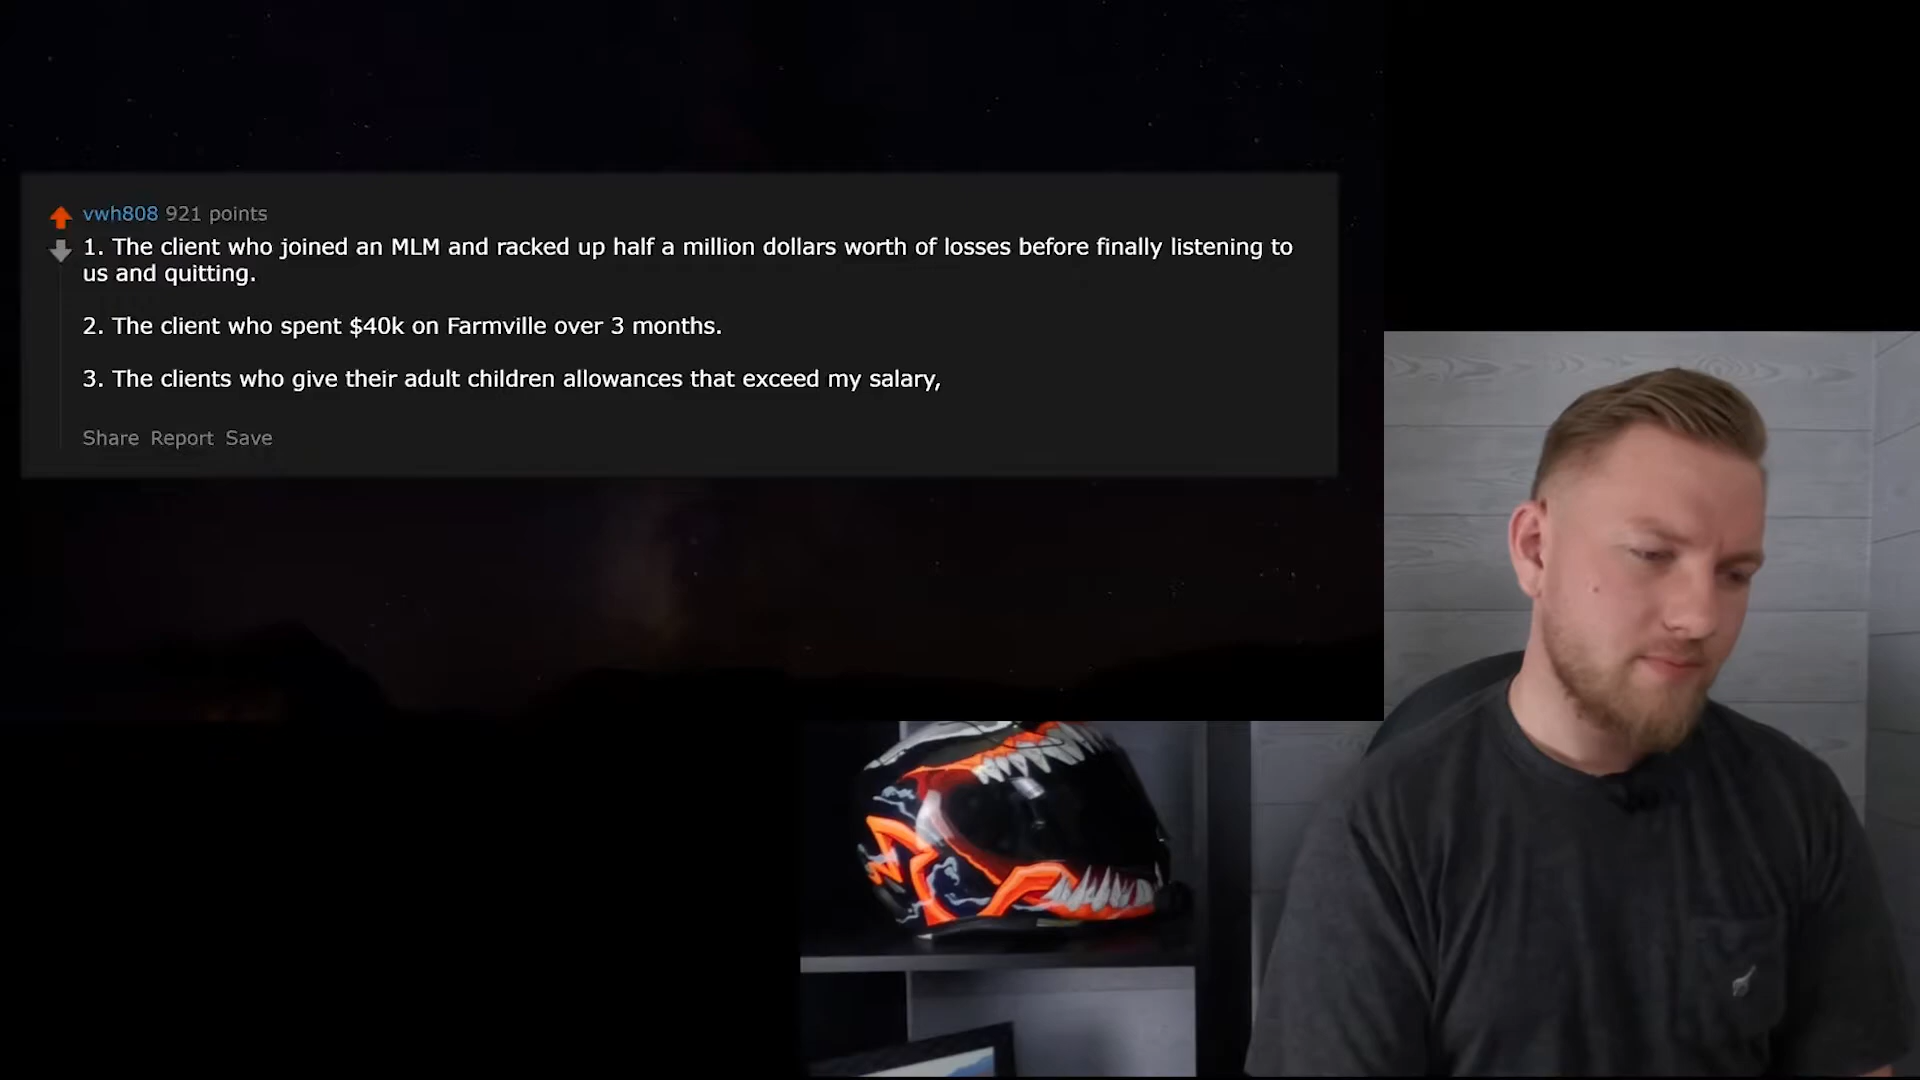 vwh808 921 points
1. The client who joined an MLM and racked up half a million dollars worth of losses before finally listening to
us and quitting.
2. The client who spent $40k on Farmville over 3 months.
3. The clients who give their adult children allowances that exceed my salary,
Share Report Save